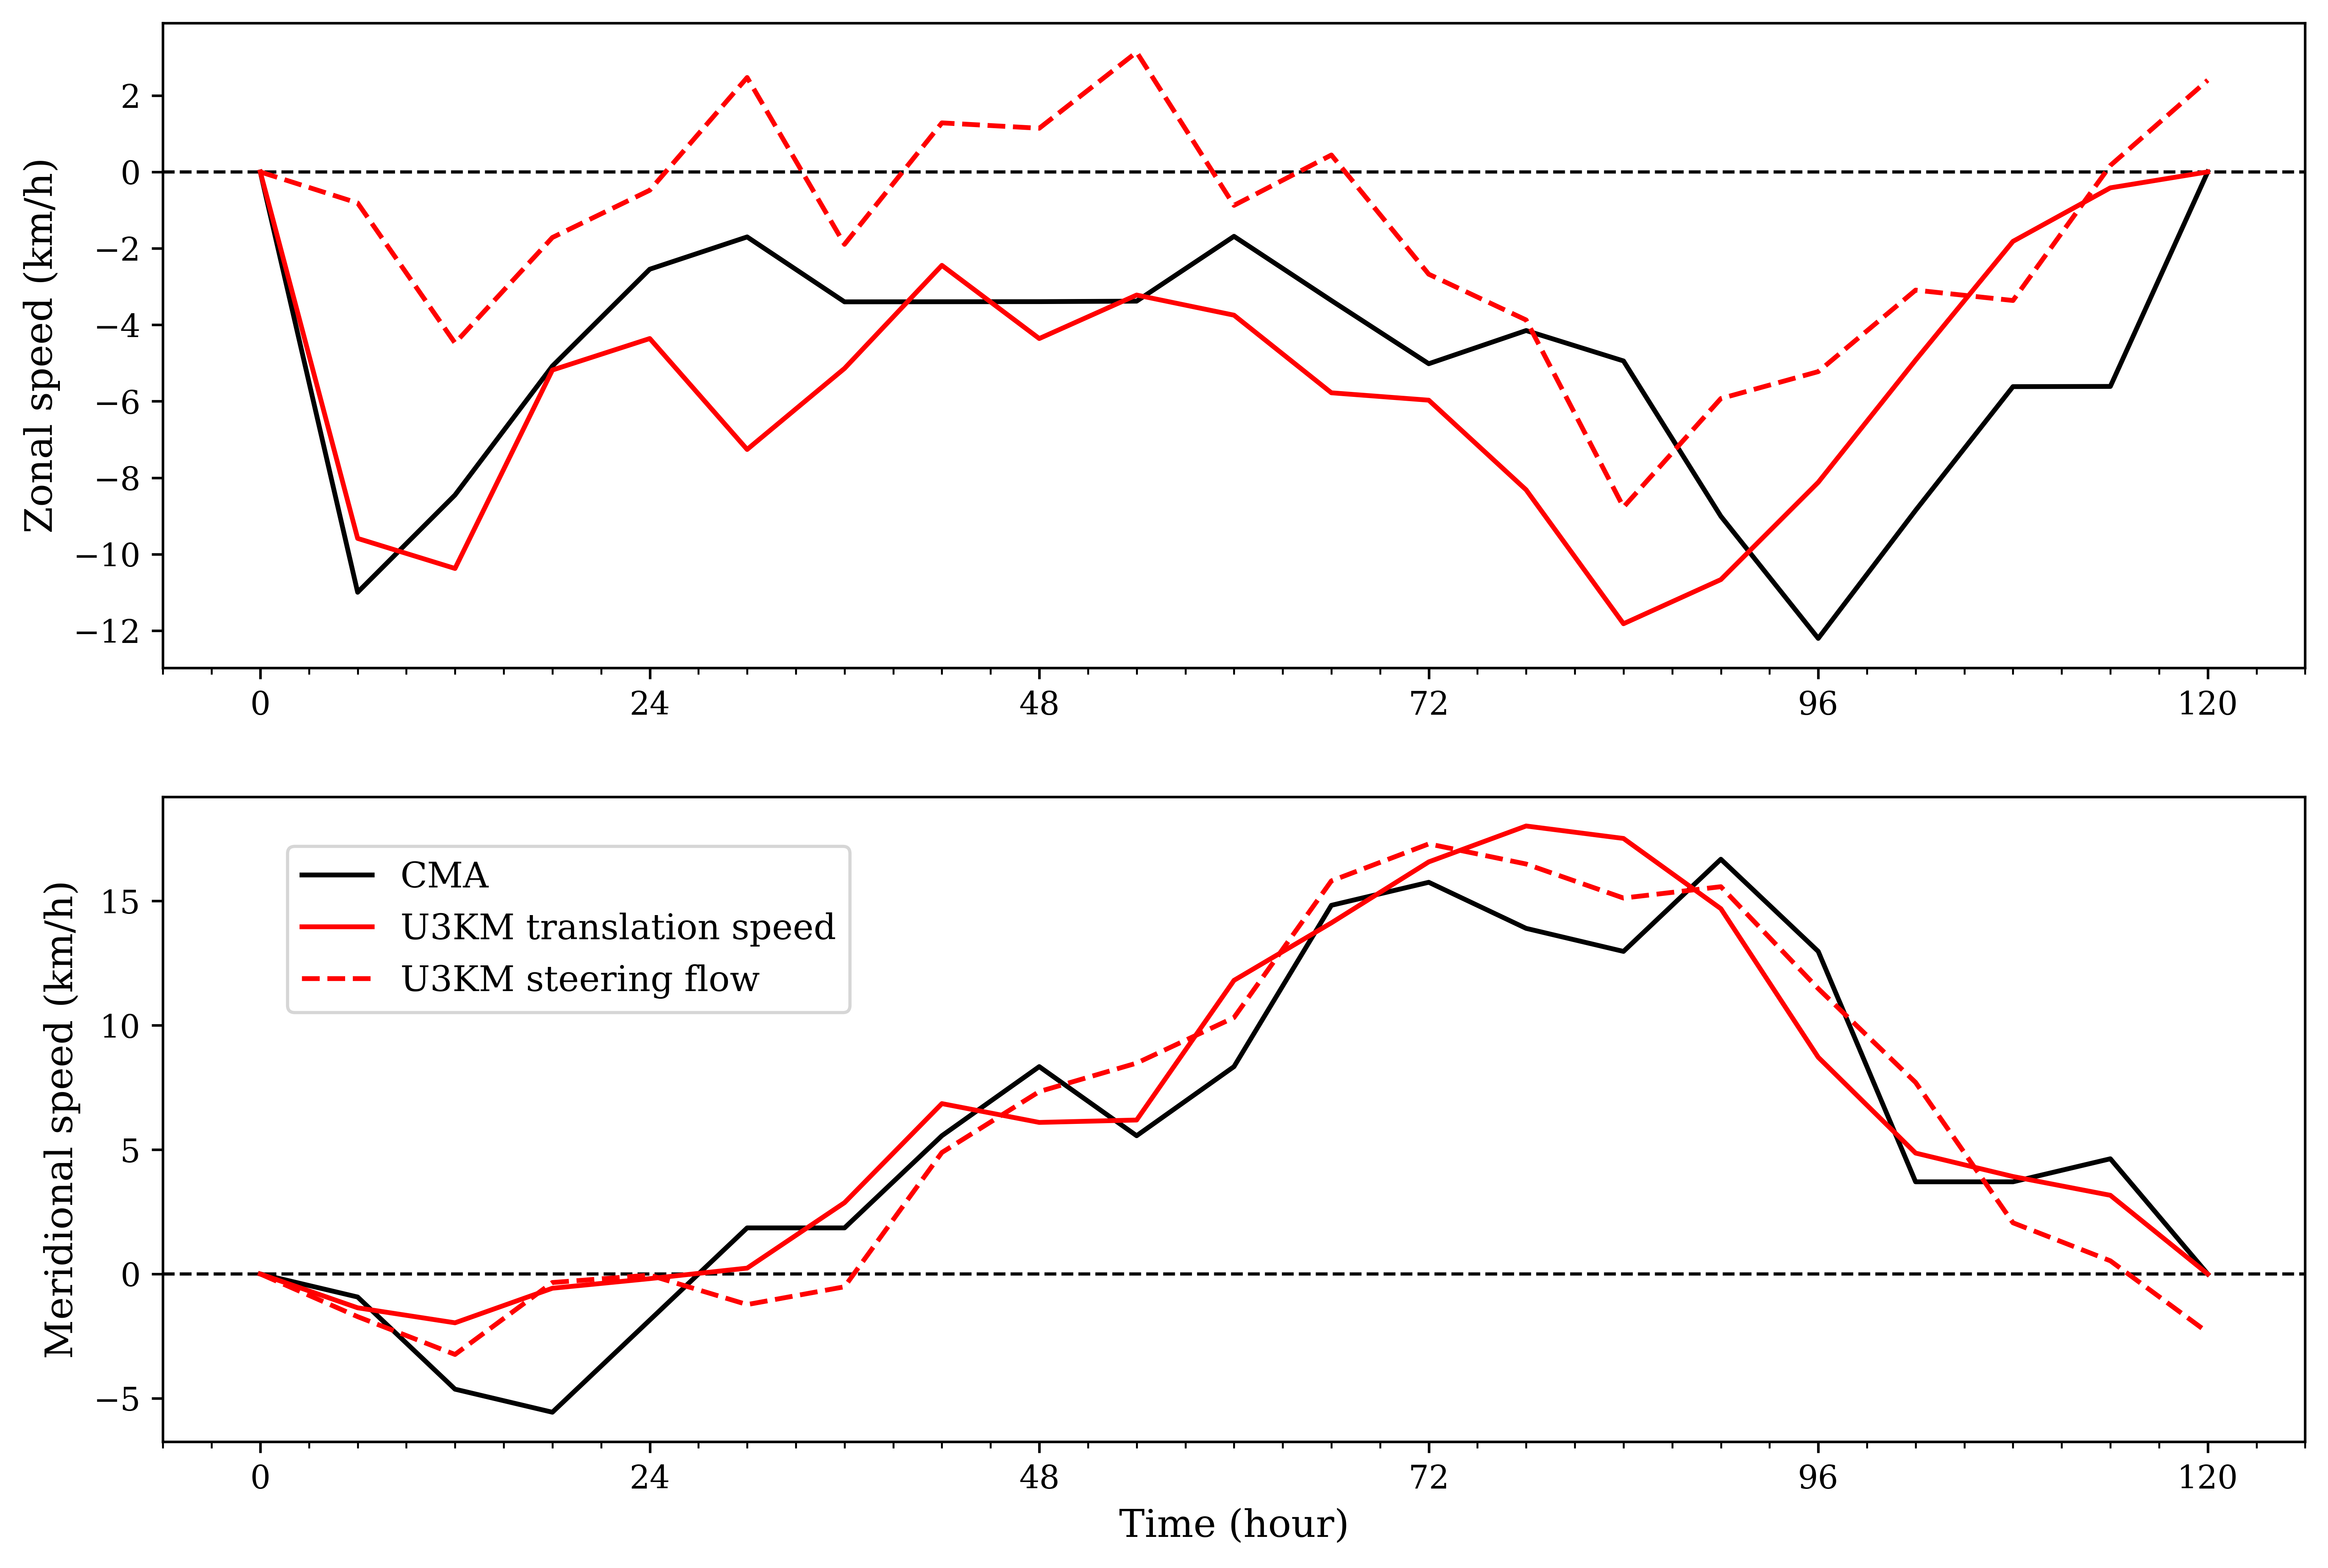 Zonal speed (km/h)
2
0
−2
−4
−6
−8
−10
−12
0 24 48 72 96 120
Meridional speed (km/h)
15
10
5
0
−5
CMA
U3KM translation speed
U3KM steering flow
0 24 48 72 96 120
Time (hour)